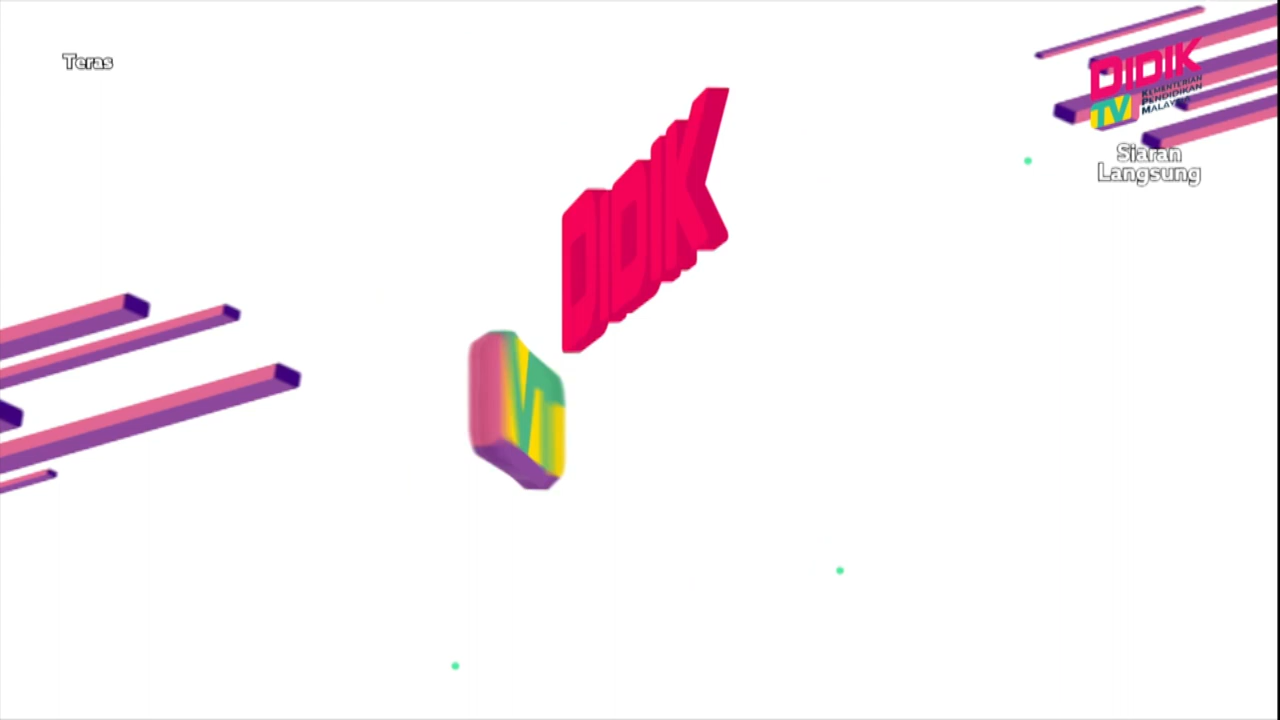 Teras
DIDIK
TV
KEMENTERIAN
PENDIDIKAN
MALAYSIA
Siaran
Langsung
DIDIK
TV